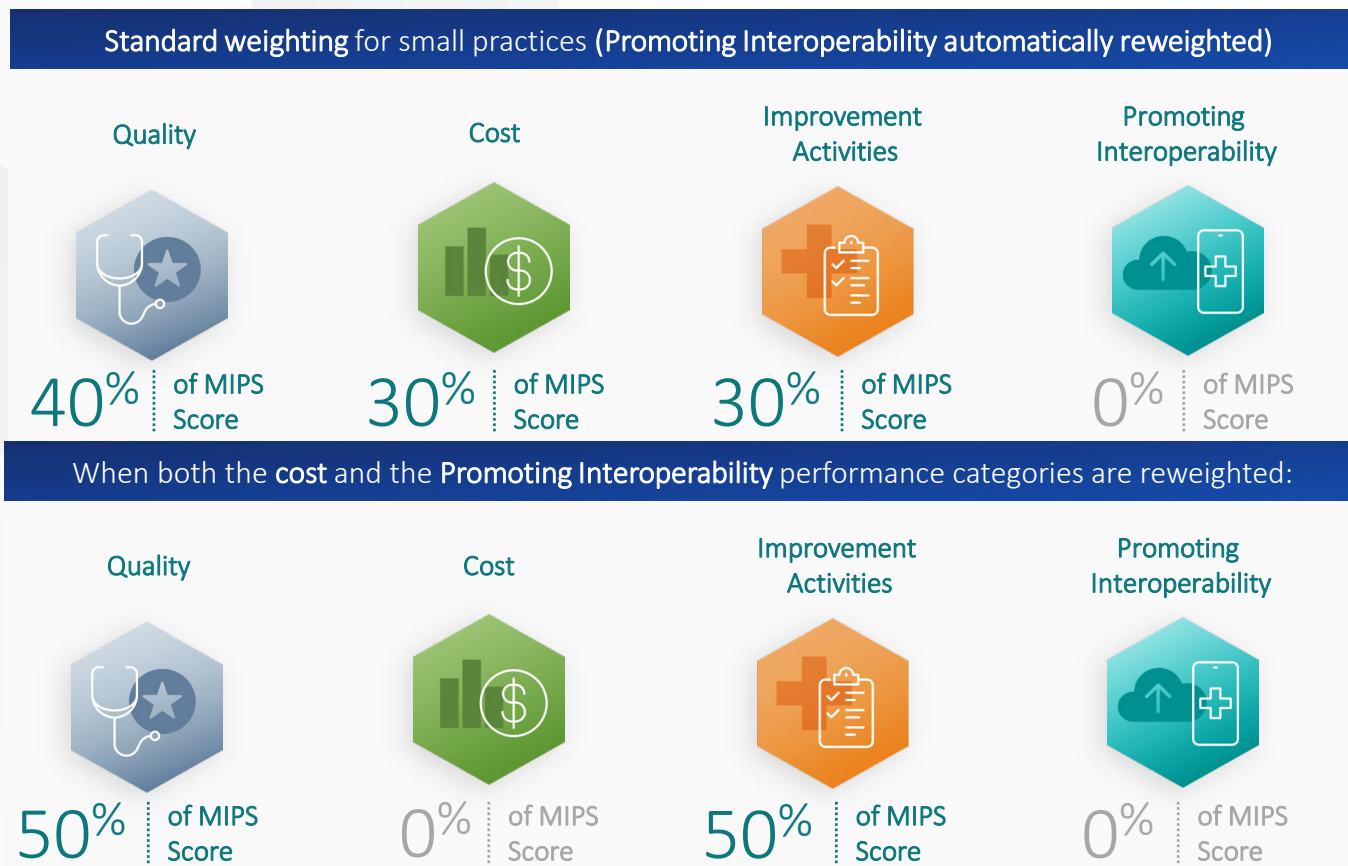 Standard weighting for small practices (Promoting Interoperability automatically reweighted)
Quality
Cost
Improvement
Activities
Promoting
Interoperability
$
40% of MIPS
Score
30% of MIPS
Score
30% of MIPS
Score
0% of MIPS
Score
When both the cost and the Promoting Interoperability performance categories are reweighted:
Quality
Cost
Improvement
Activities
Promoting
Interoperability
$
50% of MIPS
Score
0% of MIPS
Score
50% of MIPS
Score
0% of MIPS
Score